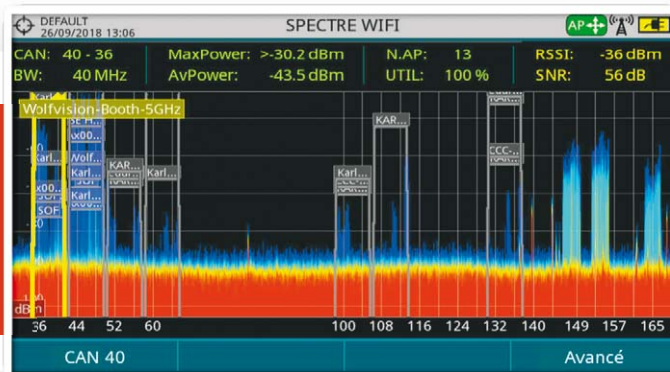 DEFAULT
26/09/2018 13:06
SPECTRE WIFI
AP
CAN: 40 - 36 MaxPower: >-30.2 dBm N.AP: 13 RSSI: -36 dBm
BW: 40 MHz AvPower: -43.5 dBm UTIL: 100 % SNR: 56 dB
Wolfvision-Booth-5GHz
KAR...
KAR... Karl... Karl...
Karl...
Karl...
dBm
36 44 52 60 100 108 116 124 132 140 149 157 165
CAN 40 Avancé